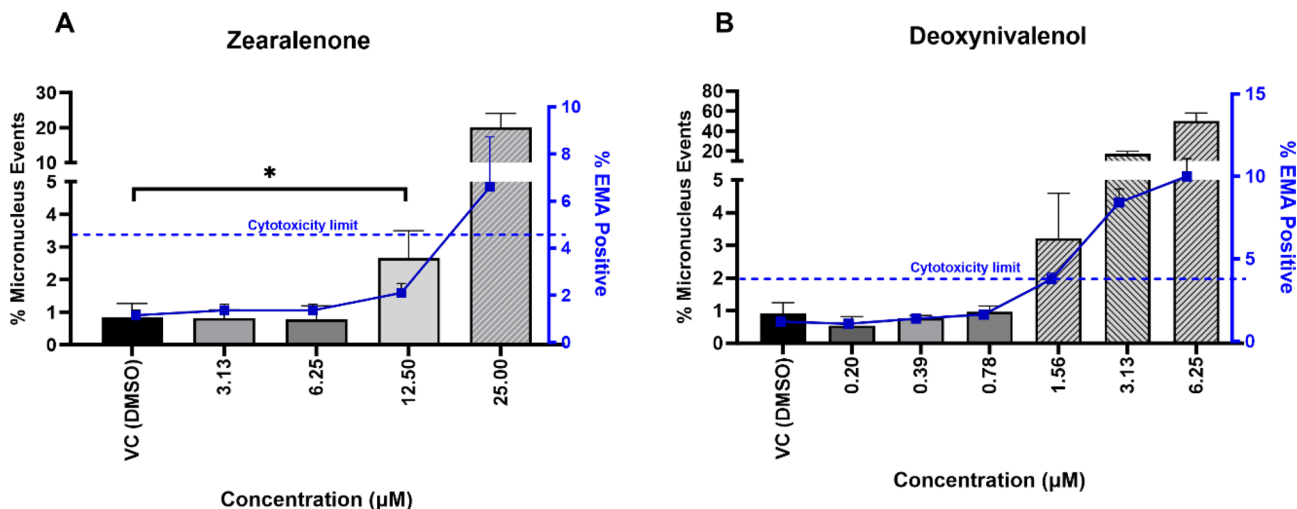 A
Zearalenone
% Micronucleus Events
30
20
10
5
4
3
2
1
0
*
Cytotoxicity limit
10
8
6
4
2
0
% EMA Positive
VC (DMSO)
3.13
6.25
12.50
25.00
Concentration (µM)
B
Deoxynivalenol
% Micronucleus Events
80
60
40
20
5
4
3
2
1
0
Cytotoxicity limit
15
10
5
0
% EMA Positive
VC (DMSO)
0.20
0.39
0.78
1.56
3.13
6.25
Concentration (µM)